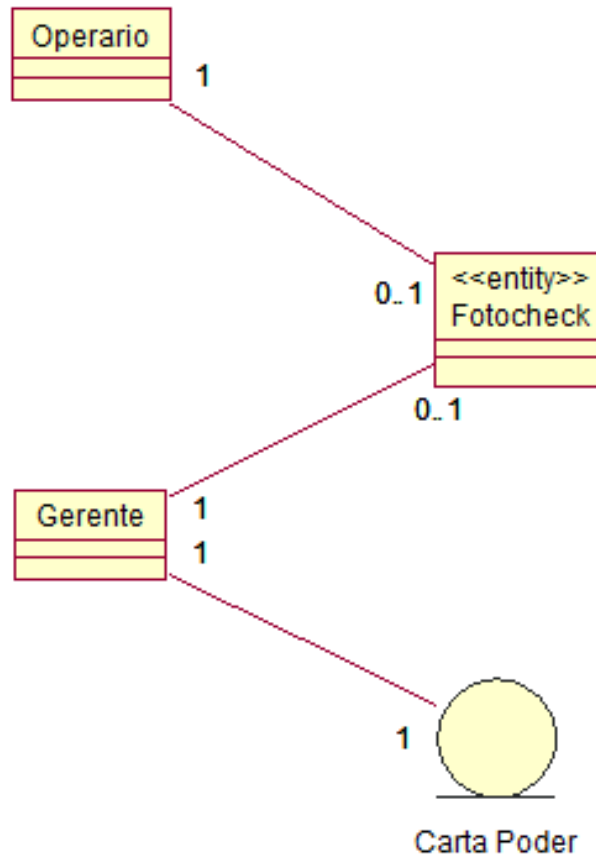 Operario
1
0..1
<<entity>>
Fotocheck
0..1
Gerente
1
1
1
Carta Poder